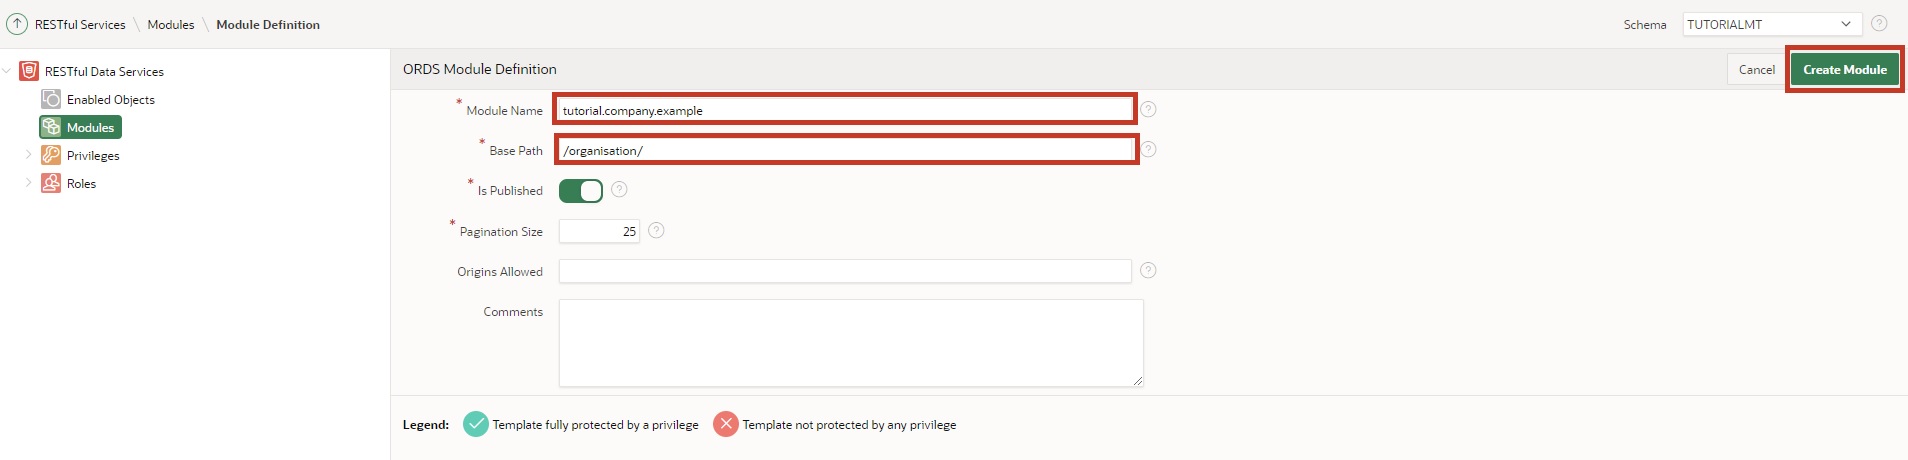 RESTful Services \ Modules \ Module Definition
Schema TUTORIALMT ?
RESTful Data Services
Enabled Objects
Modules
Privileges
Roles
ORDS Module Definition
Cancel Create Module
* Module Name tutorial.company.example ?
* Base Path /organisation/ ?
* Is Published ?
* Pagination Size 25 ?
Origins Allowed ?
Comments
Legend: Template fully protected by a privilege Template not protected by any privilege